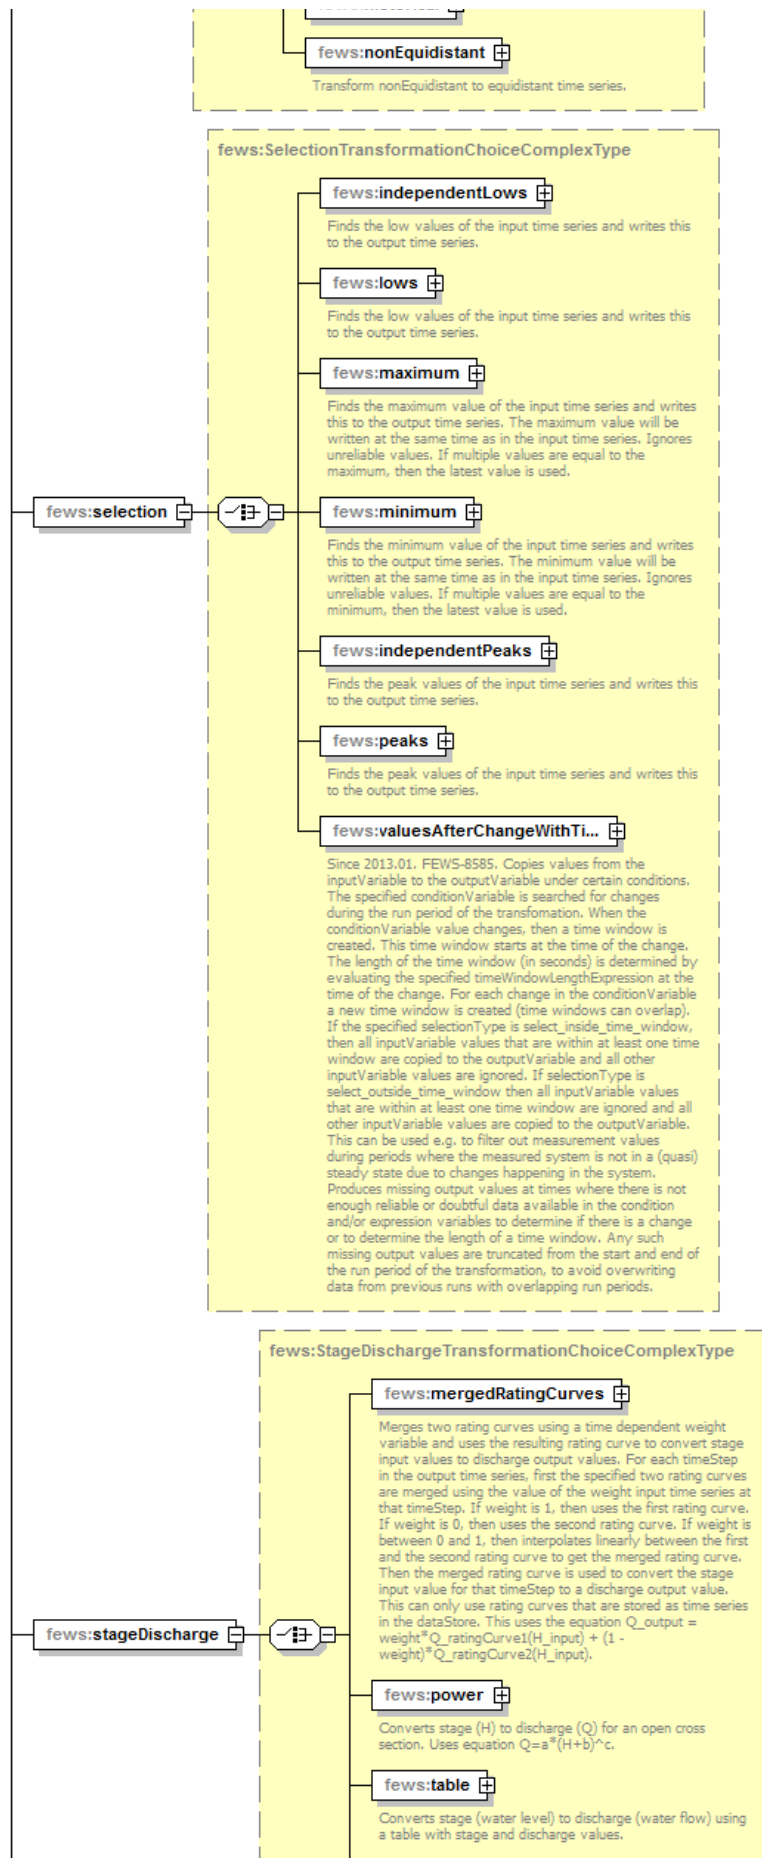 fews:nonEquidistant
Transform nonEquidistant to equidistant time series.
fews:SelectionTransformationChoiceComplexType
fews:independentLows
Finds the low values of the input time series and writes this
to the output time series.
fews:lows
Finds the low values of the input time series and writes this
to the output time series.
fews:maximum
Finds the maximum value of the input time series and writes
this to the output time series. The maximum value will be
written at the same time as in the input time series. Ignores
unreliable values. If multiple values are equal to the
maximum, then the latest value is used.
fews:selection
fews:minimum
Finds the minimum value of the input time series and writes
this to the output time series. The minimum value will be
written at the same time as in the input time series. Ignores
unreliable values. If multiple values are equal to the
minimum, then the latest value is used.
fews:independentPeaks
Finds the peak values of the input time series and writes this
to the output time series.
fews:peaks
Finds the peak values of the input time series and writes this
to the output time series.
fews:valuesAfterChangeWithTi...
Since 2013.01. FEWS-8585. Copies values from the
inputVariable to the outputVariable under certain conditions.
The specified conditionVariable is searched for changes
during the run period of the transfomation. When the
conditionVariable value changes, then a time window is
created. This time window starts at the time of the change.
The length of the time window (in seconds) is determined by
evaluating the specified timeWindowLengthExpression at the
time of the change. For each change in the conditionVariable
a new time window is created (time windows can overlap).
If the specified selectionType is select_inside_time_window,
then all inputVariable values that are within at least one time
window are copied to the outputVariable and all other
inputVariable values are ignored. If selectionType is
select_outside_time_window then all inputVariable values
that are within at least one time window are ignored and all
other inputVariable values are copied to the outputVariable.
This can be used e.g. to filter out measurement values
during periods where the measured system is not in a (quasi)
steady state due to changes happening in the system.
Produces missing output values at times where there is not
enough reliable or doubtful data available in the condition
and/or expression variables to determine if there is a change
or to determine the length of a time window. Any such
missing output values are truncated from the start and end of
the run period of the transformation, to avoid overwriting
data from previous runs with overlapping run periods.
fews:StageDischargeTransformationChoiceComplexType
fews:mergedRatingCurves
Merges two rating curves using a time dependent weight
variable and uses the resulting rating curve to convert stage
input values to discharge output values. For each timeStep
in the output time series, first the specified two rating curves
are merged using the value of the weight input time series at
that timeStep. If weight is 1, then uses the first rating curve.
If weight is 0, then uses the second rating curve. If weight is
between 0 and 1, then interpolates linearly between the first
and the second rating curve to get the merged rating curve.
Then the merged rating curve is used to convert the stage
input value for that timeStep to a discharge output value.
This can only use rating curves that are stored as time series
in the dataStore. This uses the equation Q_output =
weight*Q_ratingCurve1(H_input) + (1 -
weight)*Q_ratingCurve2(H_input).
fews:stageDischarge
fews:power
Converts stage (H) to discharge (Q) for an open cross
section. Uses equation Q=a*(H+b)^c.
fews:table
Converts stage (water level) to discharge (water flow) using
a table with stage and discharge values.